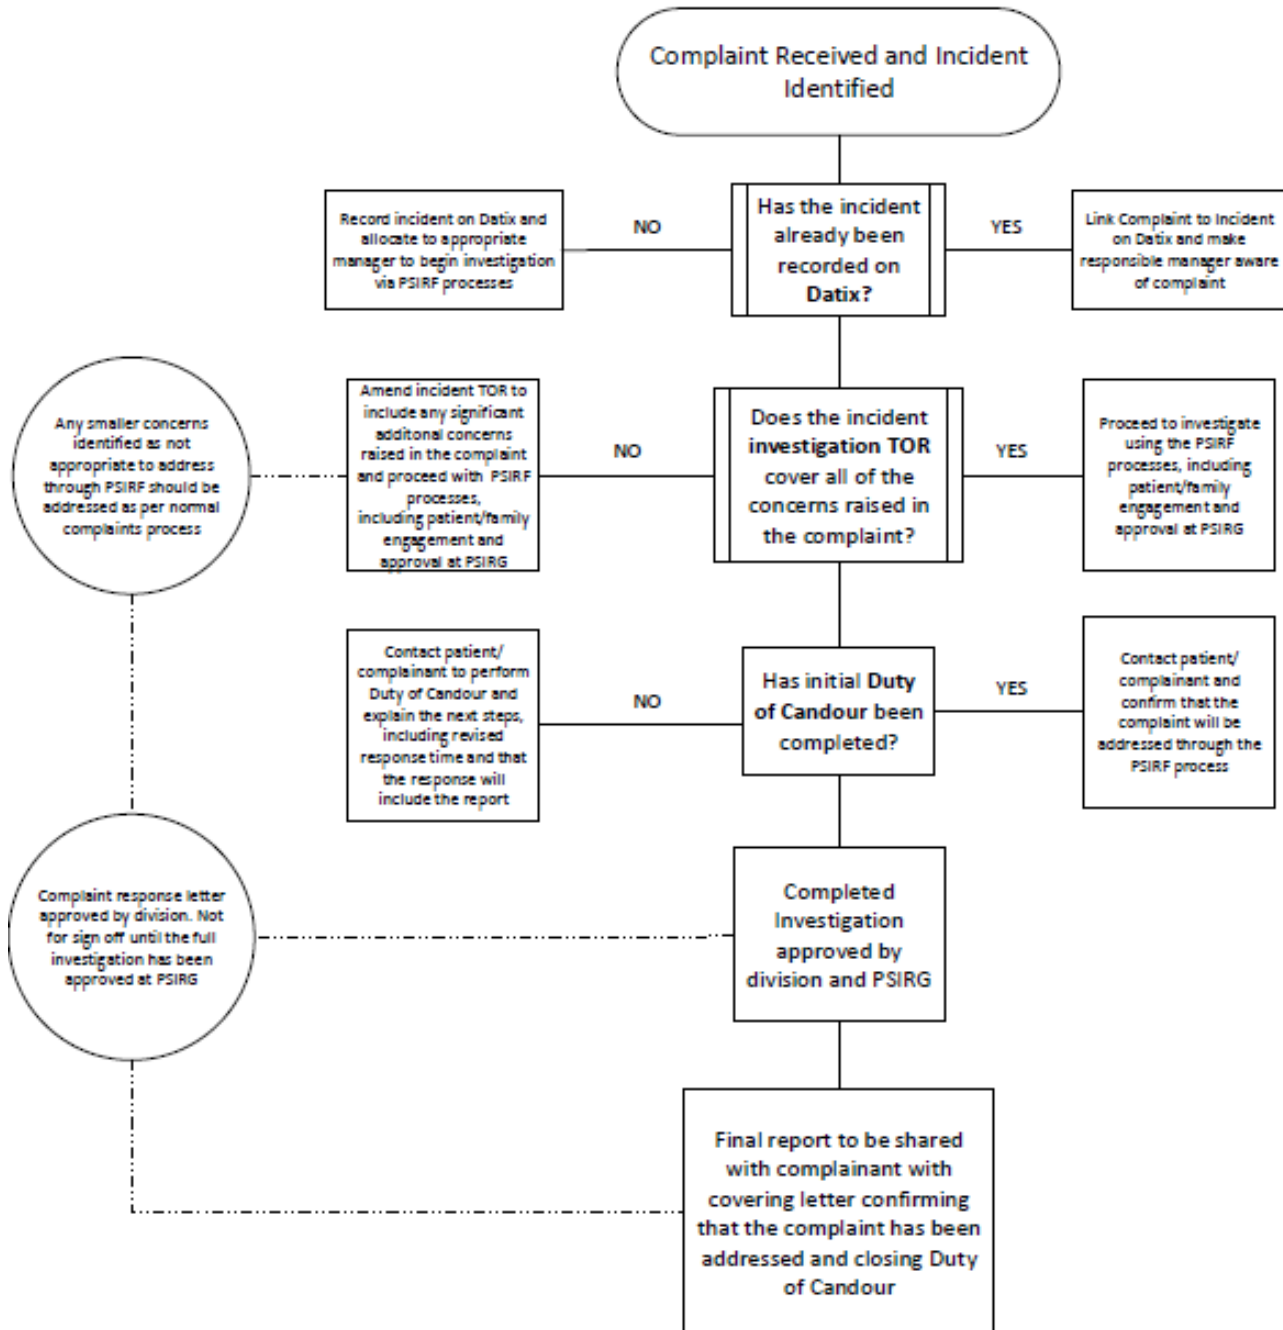 Complaint Received and Incident
Identified
Record incident on Datix and
allocate to appropriate
manager to begin investigation
via PSIRF processes
NO
Has the incident
already been
recorded on
Datix?
YES
Link Complaint to Incident
on Datix and make
responsible manager aware
of complaint
Any smaller concerns
identified as not
appropriate to address
through PSIRF should be
addressed as per normal
complaints process
Amend incident TOR to
include any significant
additonal concerns
raised in the complaint
and proceed with PSIRF
processes,
including patient/family
engagement and
approval at PSIRG
NO
Does the incident
investigation TOR
cover all of the
concerns raised in
the complaint?
YES
Proceed to investigate
using the PSIRF
processes, including
patient/family
engagement and
approval at PSIRG
Contact patient/
complainant to perform
Duty of Candour and
explain the next steps,
including revised
response time and that
the response will
include the report
NO
Has initial Duty
of Candour been
completed?
YES
Contact patient/
complainant and
confirm that the
complaint will be
addressed through the
PSIRF process
Complaint response letter
approved by division. Not
for sign off until the full
investigation has been
approved at PSIRG
Completed
Investigation
approved by
division and PSIRG
Final report to be shared
with complainant with
covering letter confirming
that the complaint has been
addressed and closing Duty
of Candour